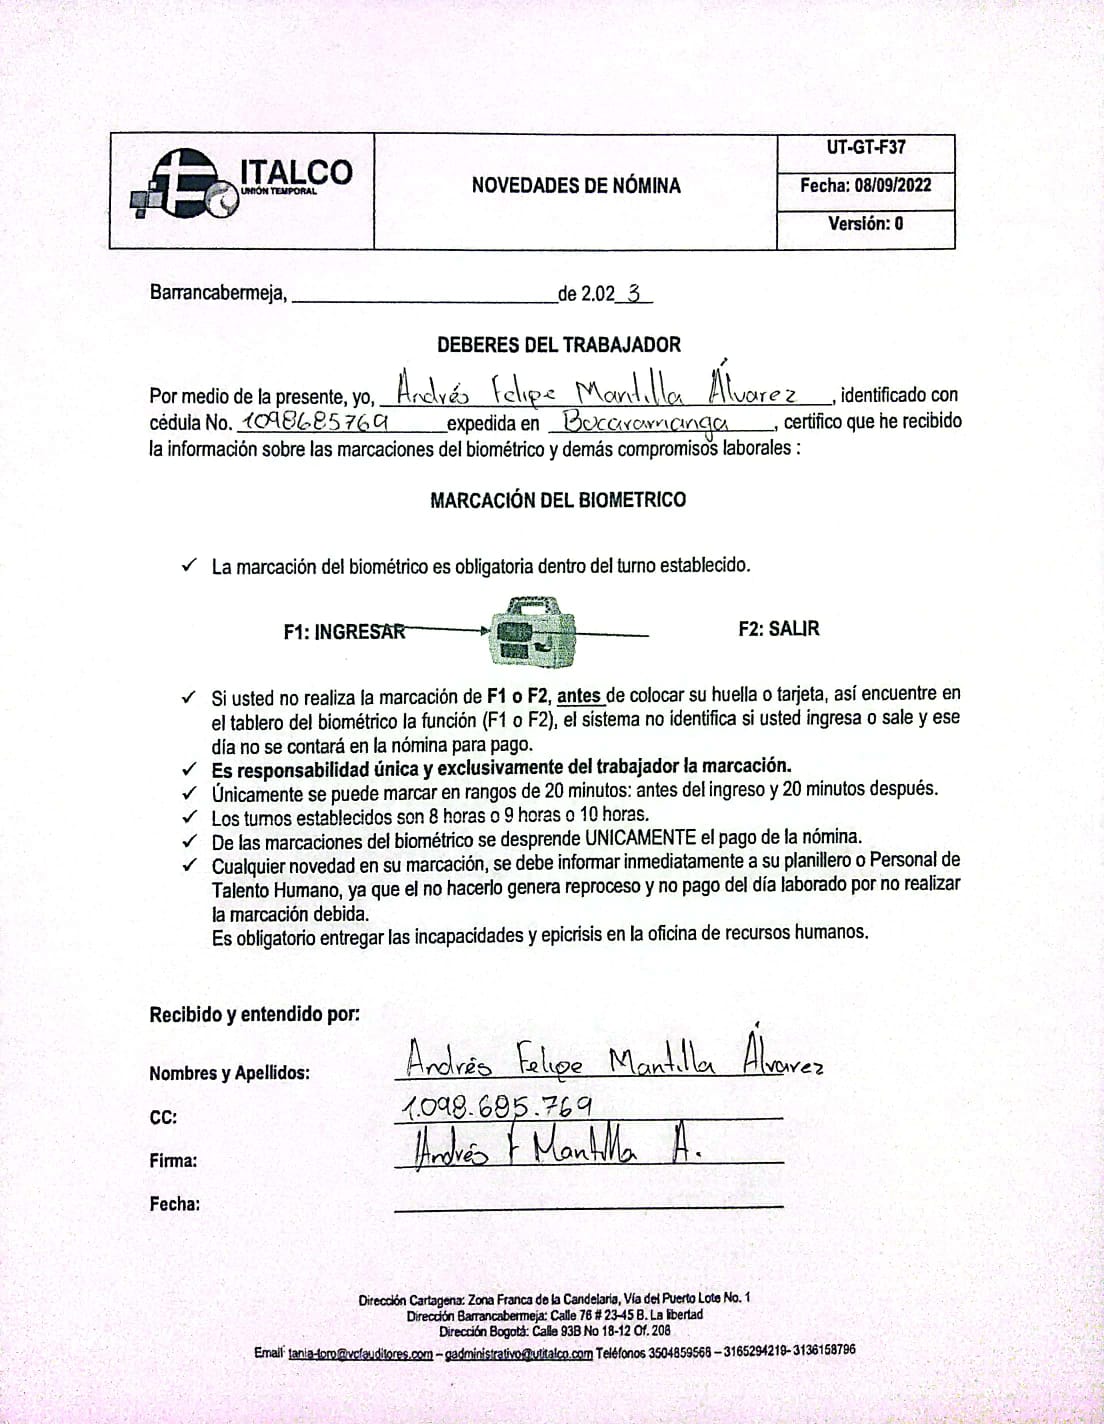 ITALCO
UNIÓN TEMPORAL
NOVEDADES DE NÓMINA
UT-GT-F37
Fecha: 08/09/2022
Versión: 0
Barrancabermeja, de 2.02 3
DEBERES DEL TRABAJADOR
Por medio de la presente, yo, Andrés Felipe Mantilla Álvarez, identificado con
cédula No. 1098685769 expedida en Bucaramanga, certifico que he recibido
la información sobre las marcaciones del biométrico y demás compromisos laborales :
MARCACIÓN DEL BIOMETRICO
✓ La marcación del biométrico es obligatoria dentro del turno establecido.
F1: INGRESAR F2: SALIR
✓ Si usted no realiza la marcación de F1 o F2, antes de colocar su huella o tarjeta, así encuentre en
el tablero del biométrico la función (F1 o F2), el sistema no identifica si usted ingresa o sale y ese
día no se contará en la nómina para pago.
✓ Es responsabilidad única y exclusivamente del trabajador la marcación.
✓ Únicamente se puede marcar en rangos de 20 minutos: antes del ingreso y 20 minutos después.
✓ Los turnos establecidos son 8 horas o 9 horas o 10 horas.
✓ De las marcaciones del biométrico se desprende UNICAMENTE el pago de la nómina.
✓ Cualquier novedad en su marcación, se debe informar inmediatamente a su planillero o Personal de
Talento Humano, ya que el no hacerlo genera reproceso y no pago del día laborado por no realizar
la marcación debida.
Es obligatorio entregar las incapacidades y epicrisis en la oficina de recursos humanos.
Recibido y entendido por:
Nombres y Apellidos: Andrés Felipe Mantilla Álvarez
CC: 1.098.685.769
Firma: Andrés F Mantilla A.
Fecha:
Dirección Cartagena: Zona Franca de la Candelaria, Vía del Puerto Lote No. 1
Dirección Barrancabermeja: Calle 76 # 23-45 B. La libertad
Dirección Bogotá: Calle 93B No 18-12 Of. 206
Email: tania-toro@vcfauditores.com – gadministrativo@utitalco.com Teléfonos 3504859568 – 3165294219- 3136158796